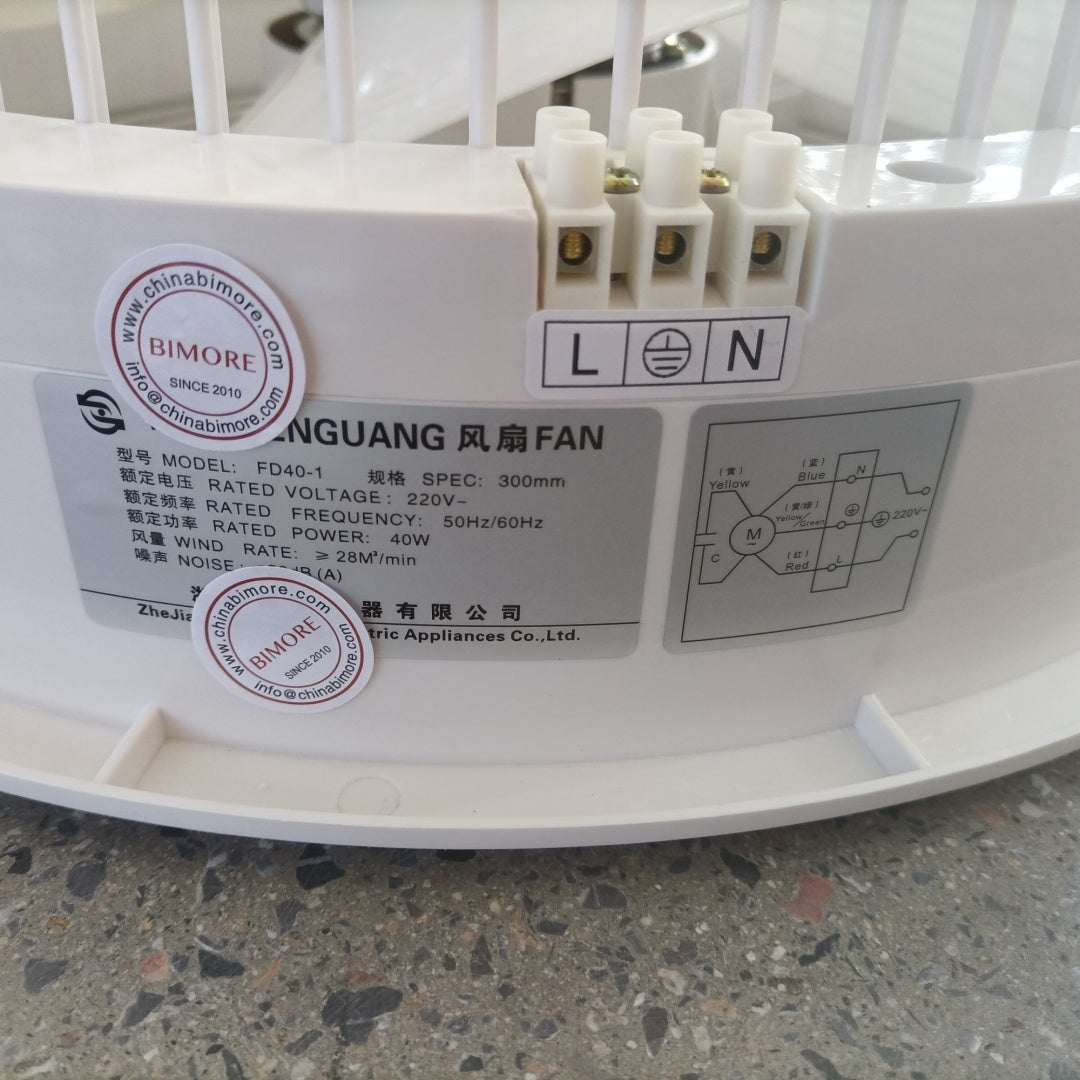 www.chinabimore.com
BIMORE
SINCE 2010
info@chinabimore.com
L N
ENGUANG 风扇FAN
型号 MODEL: FD40-1 规格 SPEC: 300mm
额定电压 RATED VOLTAGE: 220V~
额定频率 RATED FREQUENCY: 50Hz/60Hz
额定功率 RATED POWER: 40W
风量 WIND RATE: ≥28M³/min
噪声 NOISE: dB(A)
器有限公司
ZheJia tric Appliances Co.,Ltd.
www.chinabimore.com
BIMORE
SINCE 2010
info@chinabimore.com
(黄)
Yellow
(蓝)
Blue
N
(黄/绿)
Yellow/Green
M
~
220V~
C
(红)
Red
L